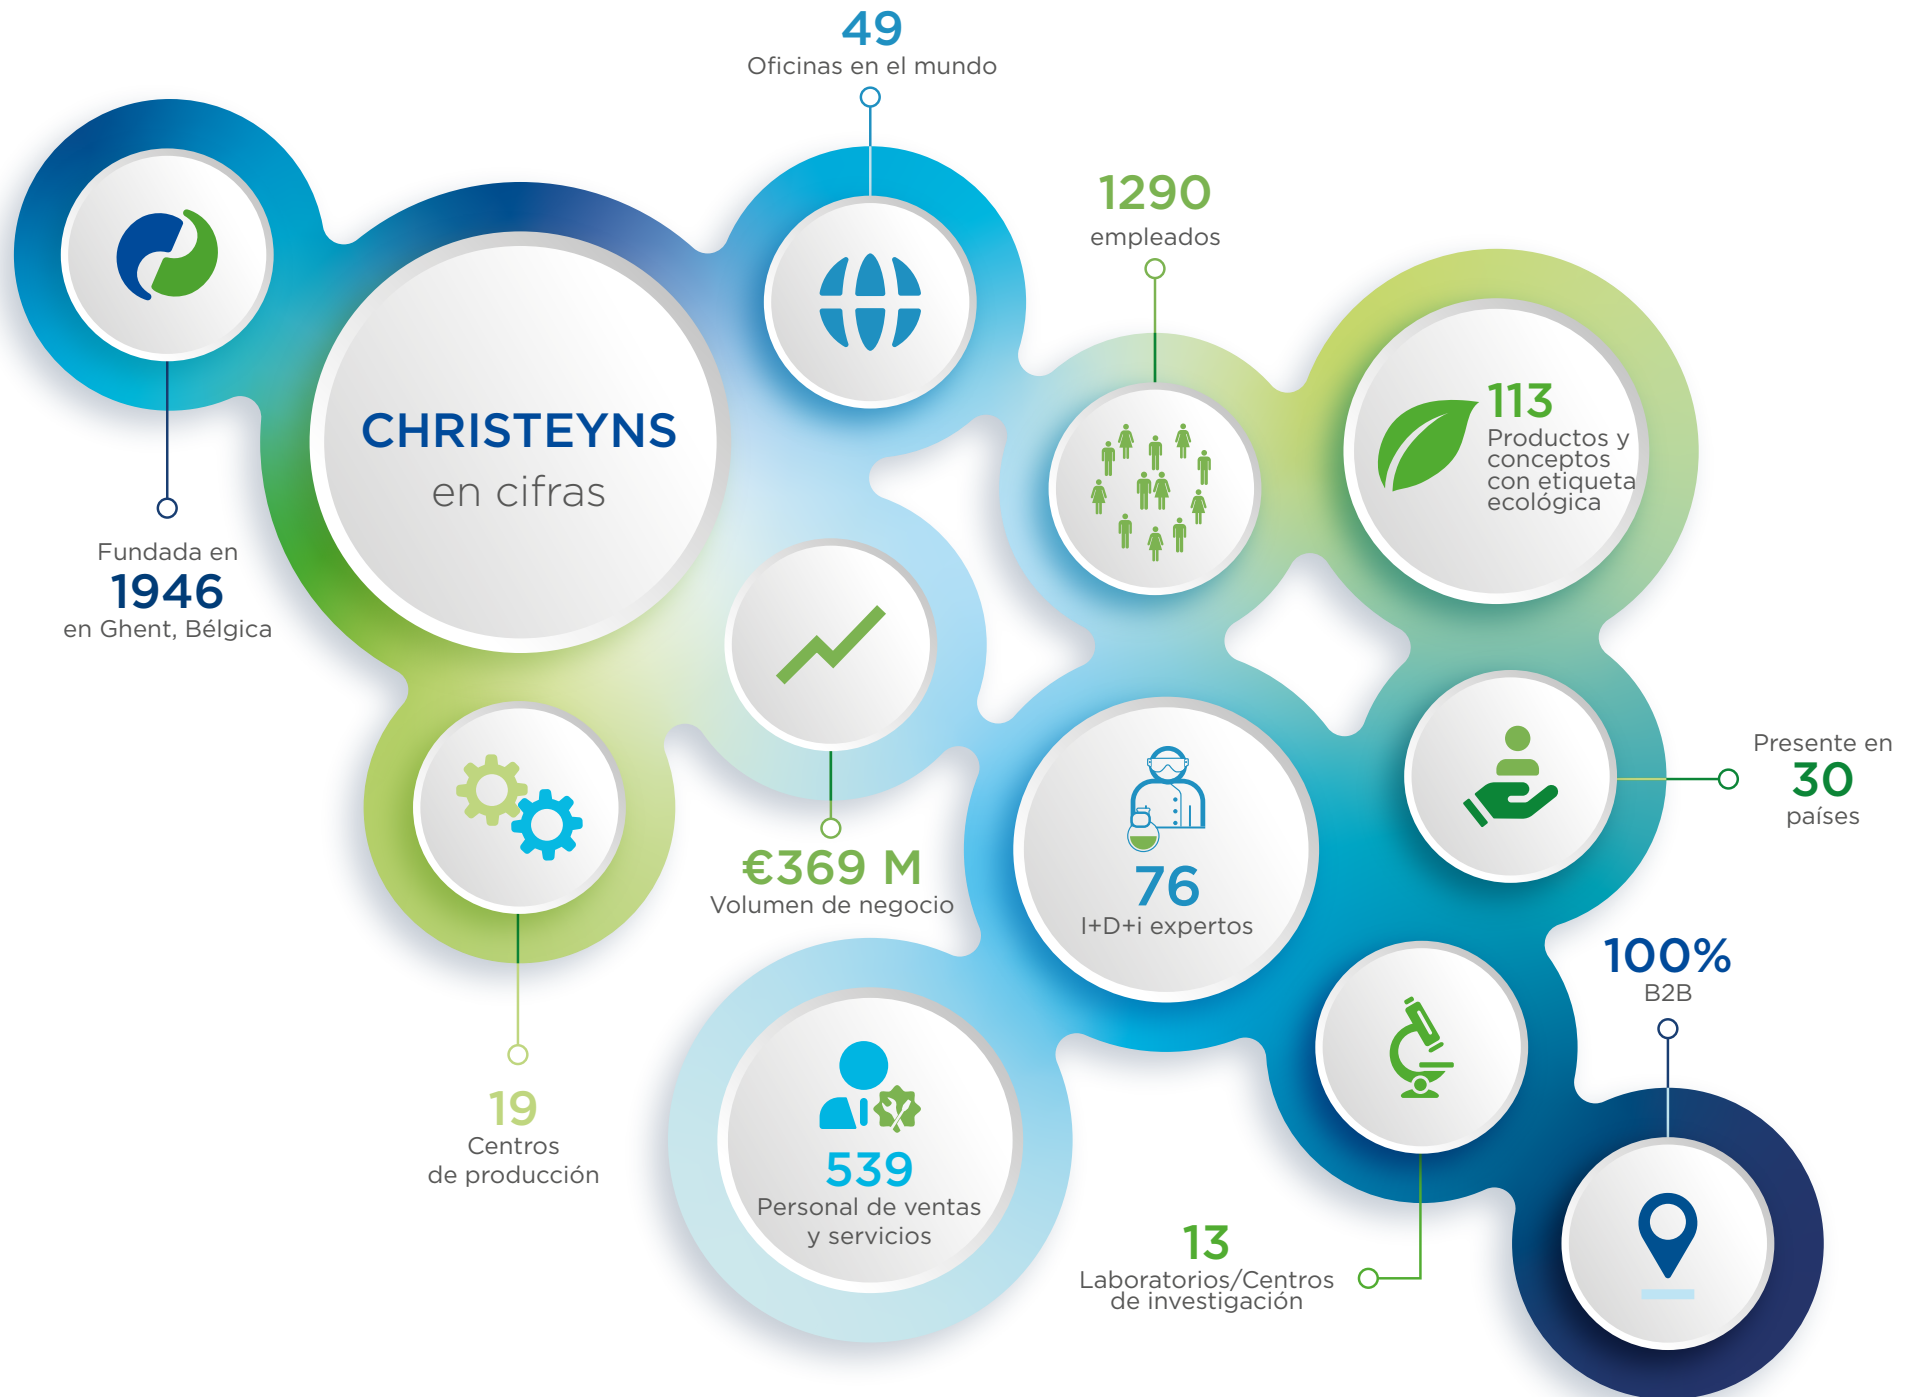 49
Oficinas en el mundo
1290
empleados
CHRISTEYNS
en cifras
113
Productos y
conceptos
con etiqueta
ecológica
Fundada en
1946
en Ghent, Bélgica
Presente en
30
países
€369 M
Volumen de negocio
76
I+D+i expertos
100%
B2B
19
Centros
de producción
539
Personal de ventas
y servicios
13
Laboratorios/Centros
de investigación